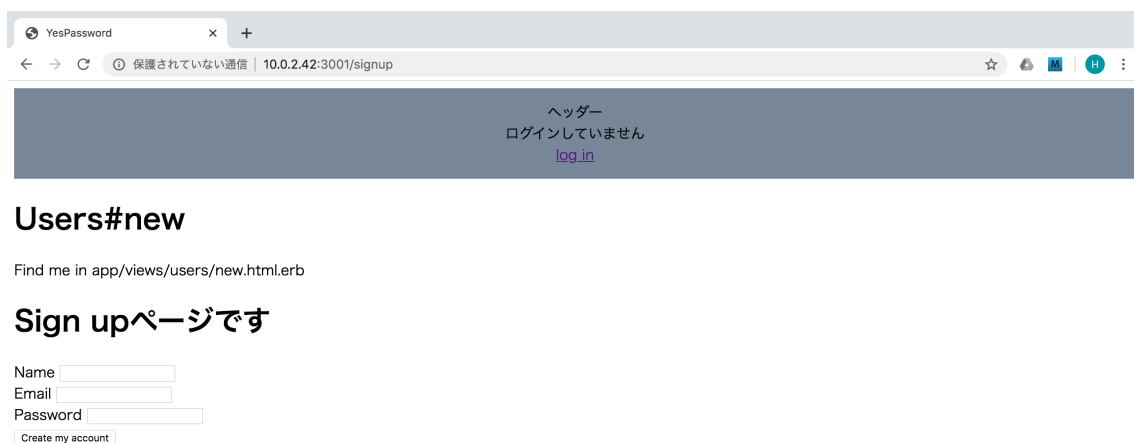 YesPassword
保護されていない通信 10.0.2.42:3001/signup
M
H
ヘッダー
ログインしていません
log in
Users#new
Find me in app/views/users/new.html.erb
Sign upページです
Name
Email
Password
Create my account